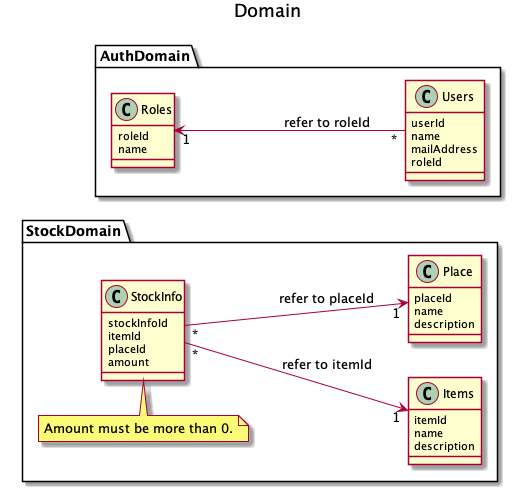 Domain
AuthDomain
C Roles
roleId
name
refer to roleId
1
*
C Users
userId
name
mailAddress
roleId
StockDomain
C StockInfo
stockInfoId
itemId
placeId
amount
refer to placeId
*
1
C Place
placeId
name
description
refer to itemId
*
1
C Items
itemId
name
description
Amount must be more than 0.